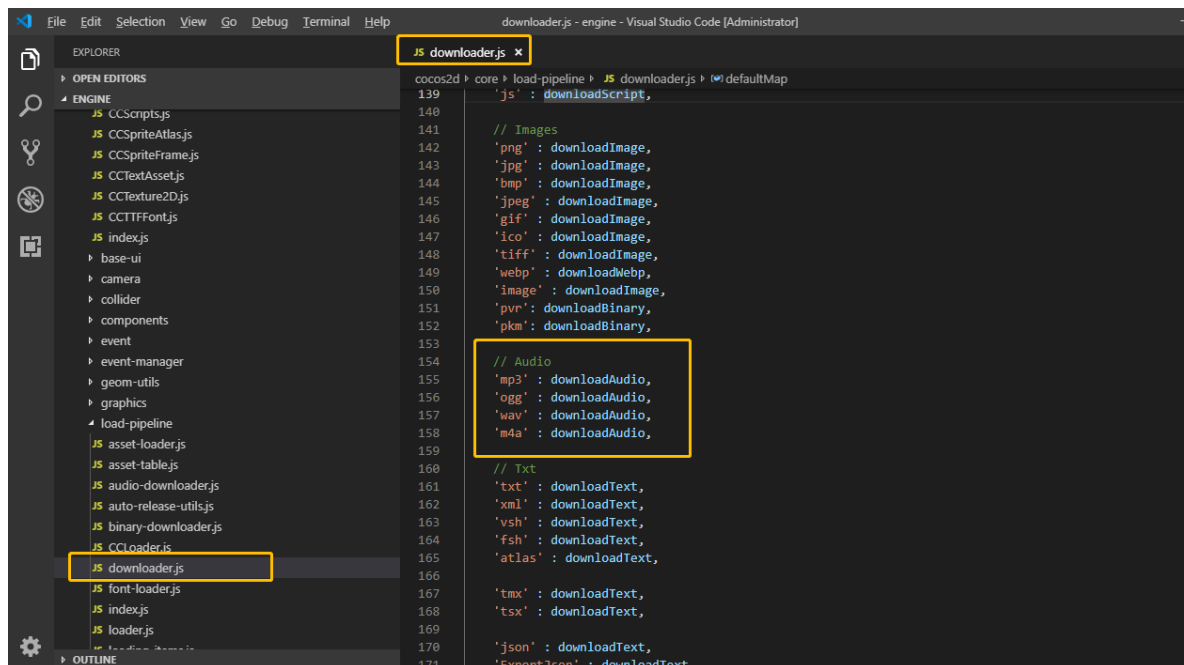 File Edit Selection View Go Debug Terminal Help downloader.js - engine - Visual Studio Code [Administrator]
EXPLORER
OPEN EDITORS
ENGINE
JS CCScripts.js
JS CCSpriteAtlas.js
JS CCSpriteFrame.js
JS CCTextAsset.js
JS CCTexture2D.js
JS CCTTFFont.js
JS index.js
base-ui
camera
collider
components
event
event-manager
geom-utils
graphics
load-pipeline
JS asset-loader.js
JS asset-table.js
JS audio-downloader.js
JS auto-release-utils.js
JS binary-downloader.js
JS CCLoader.js
JS downloader.js
JS font-loader.js
JS index.js
JS loader.js
JS loading-items.js
OUTLINE
JS downloader.js ×
cocos2d core load-pipeline JS downloader.js defaultMap
139 'js' : downloadScript,
140
141 // Images
142 'png' : downloadImage,
143 'jpg' : downloadImage,
144 'bmp' : downloadImage,
145 'jpeg' : downloadImage,
146 'gif' : downloadImage,
147 'ico' : downloadImage,
148 'tiff' : downloadImage,
149 'webp' : downloadWebp,
150 'image' : downloadImage,
151 'pvr': downloadBinary,
152 'pkm': downloadBinary,
153
154 // Audio
155 'mp3' : downloadAudio,
156 'ogg' : downloadAudio,
157 'wav' : downloadAudio,
158 'm4a' : downloadAudio,
159
160 // Txt
161 'txt' : downloadText,
162 'xml' : downloadText,
163 'vsh' : downloadText,
164 'fsh' : downloadText,
165 'atlas' : downloadText,
166
167 'tmx' : downloadText,
168 'tsx' : downloadText,
169
170 'json' : downloadText,
171 'ExportJson' : downloadText